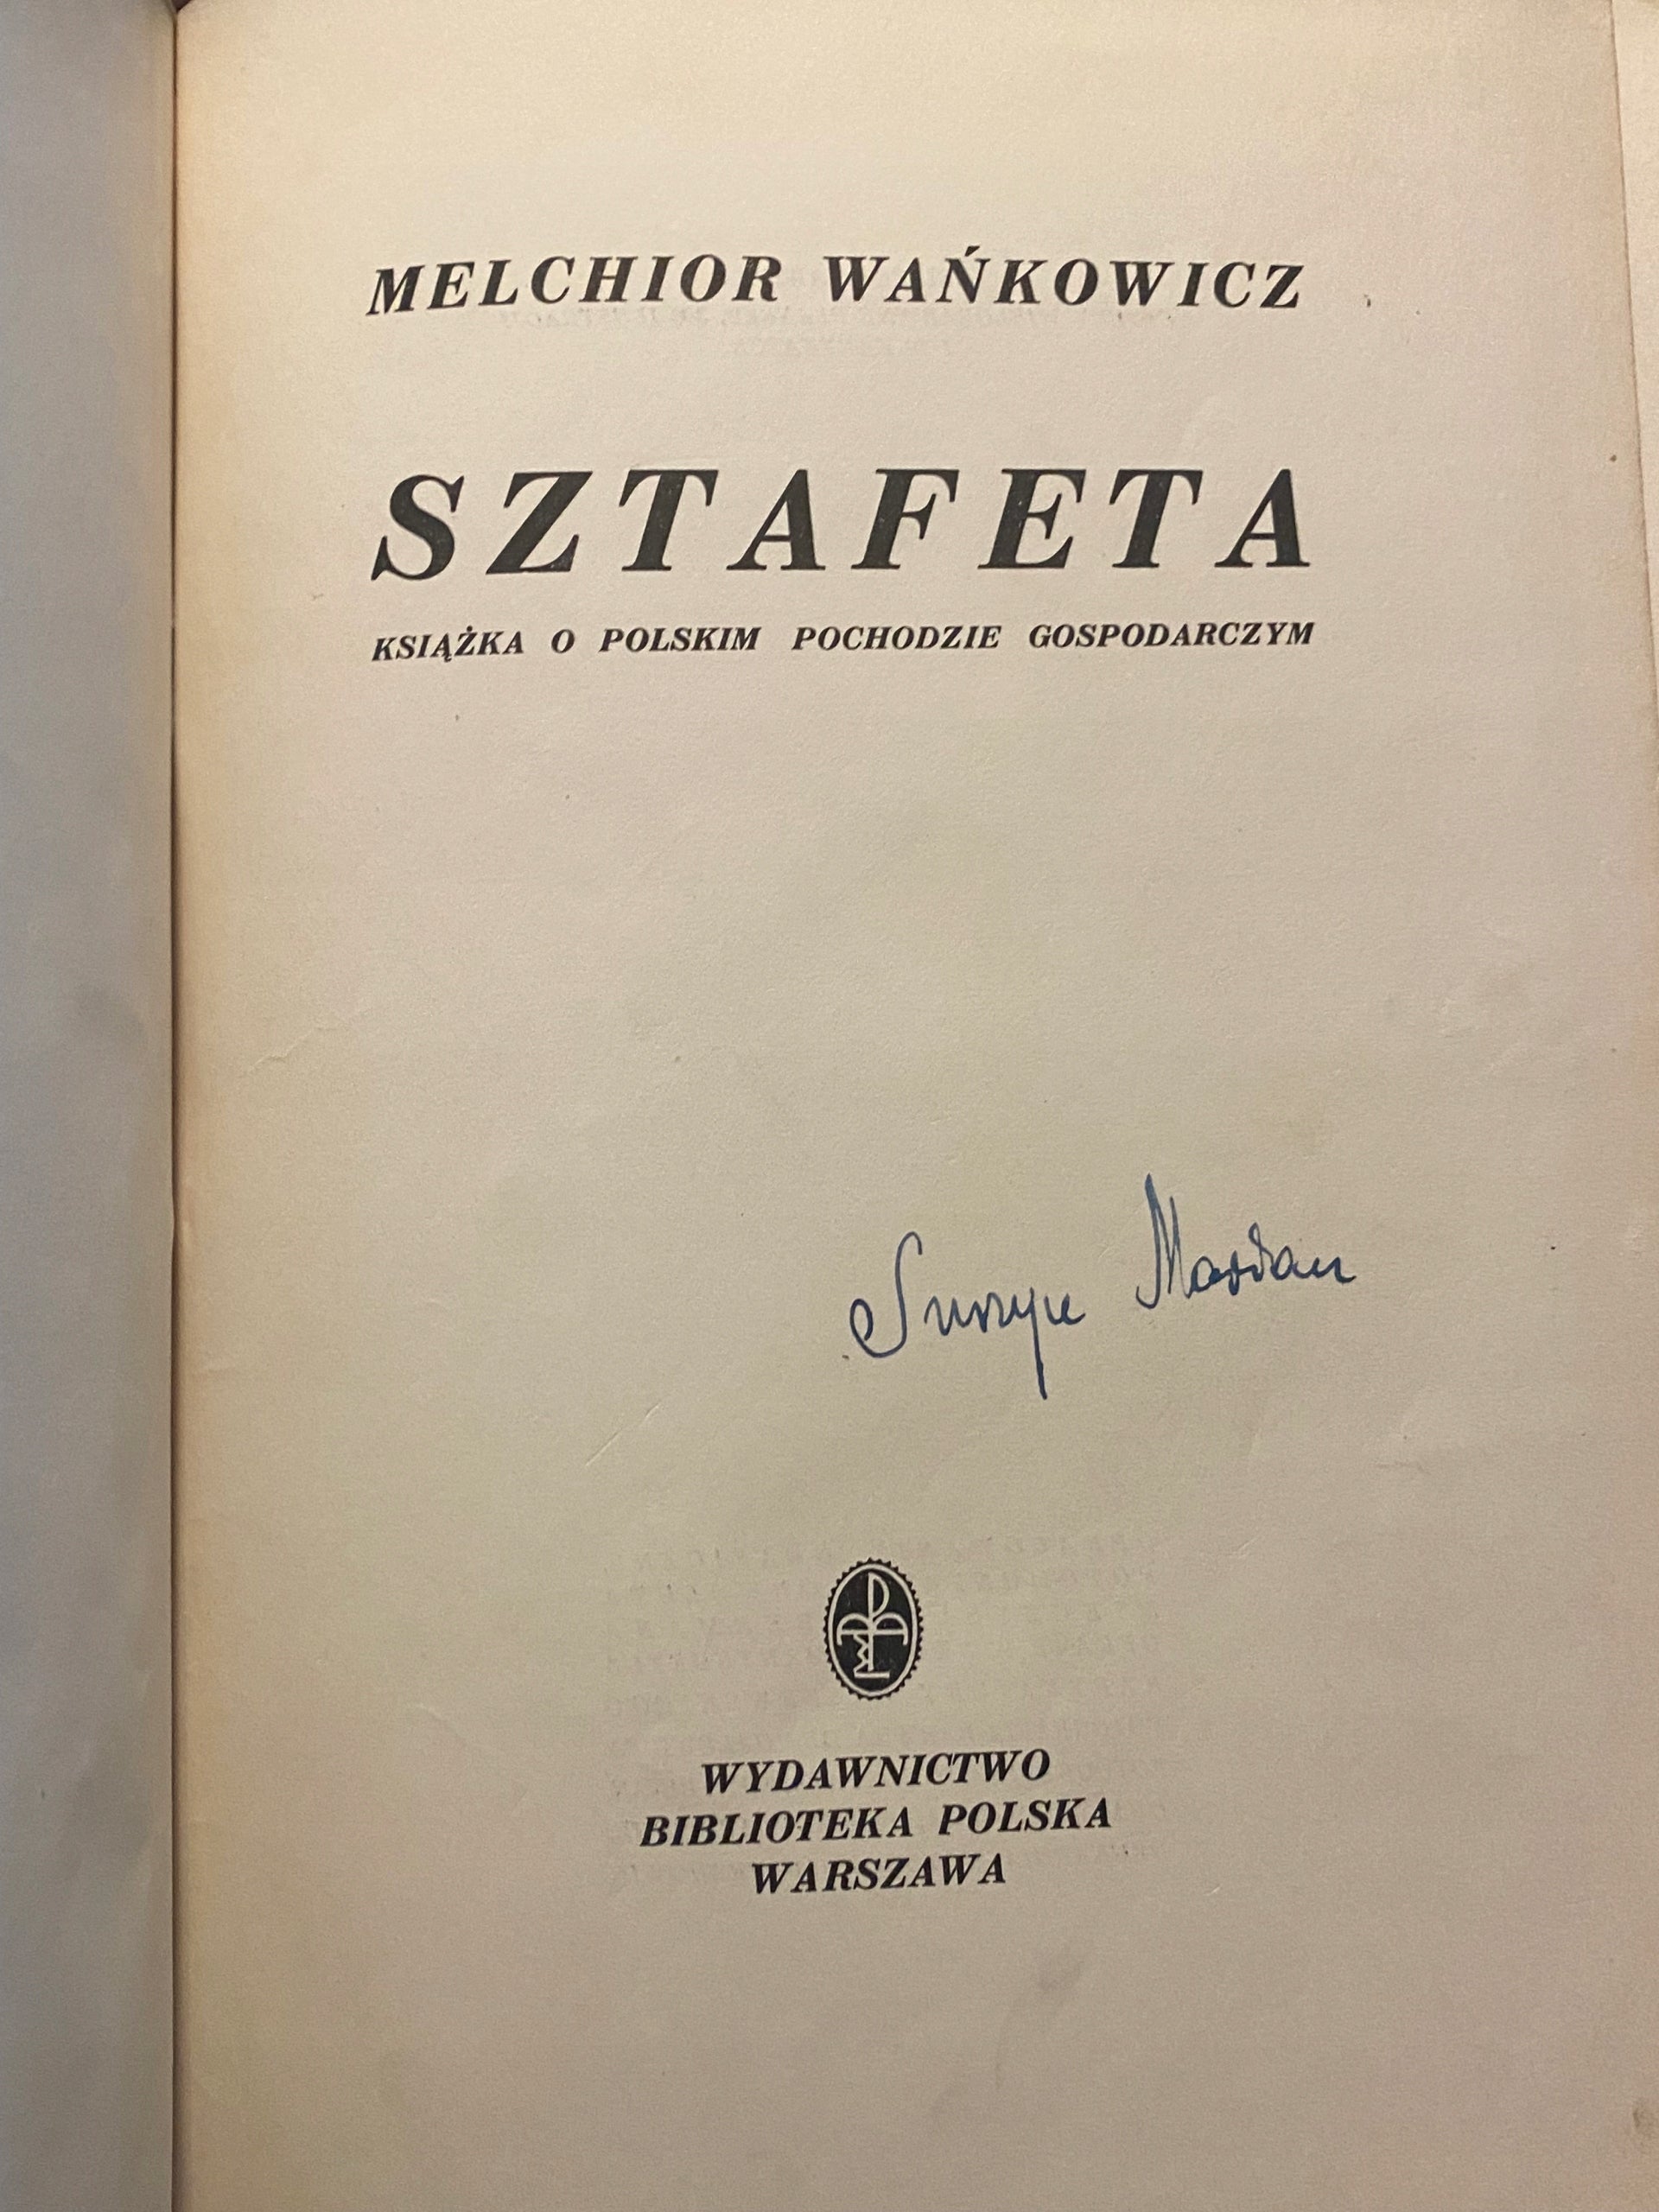 MELCHIOR WAŃKOWICZ
SZTAFETA
KSIĄŻKA O POLSKIM POCHODZIE GOSPODARCZYM
WYDAWNICTWO
BIBLIOTEKA POLSKA
WARSZAWA